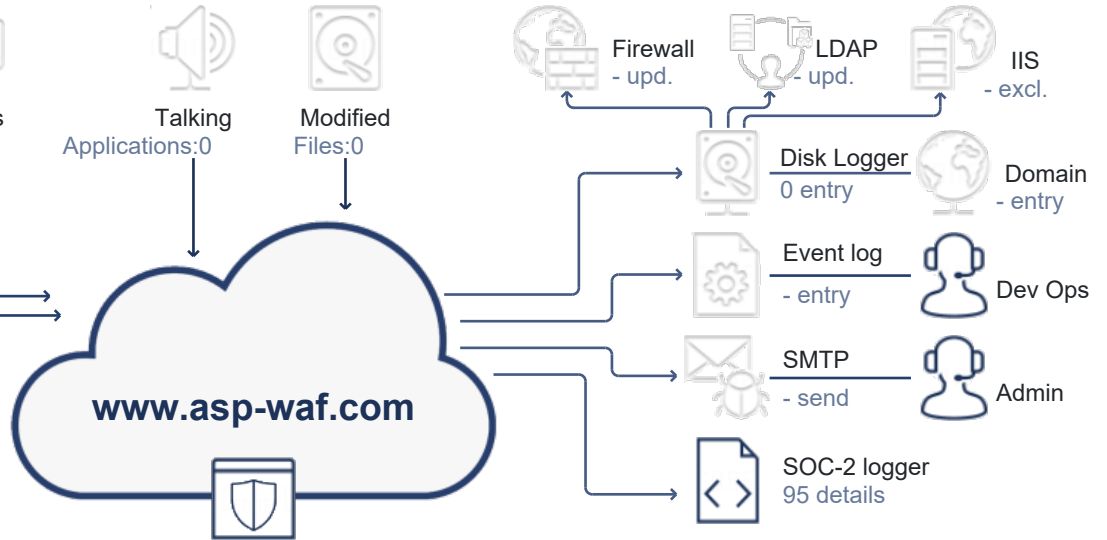 Firewall
- upd.
LDAP
- upd.
IIS
- excl.
s
Talking
Applications:0
Modified
Files:0
Disk Logger
0 entry
Domain
- entry
Event log
- entry
Dev Ops
SMTP
- send
Admin
www.asp-waf.com
SOC-2 logger
95 details